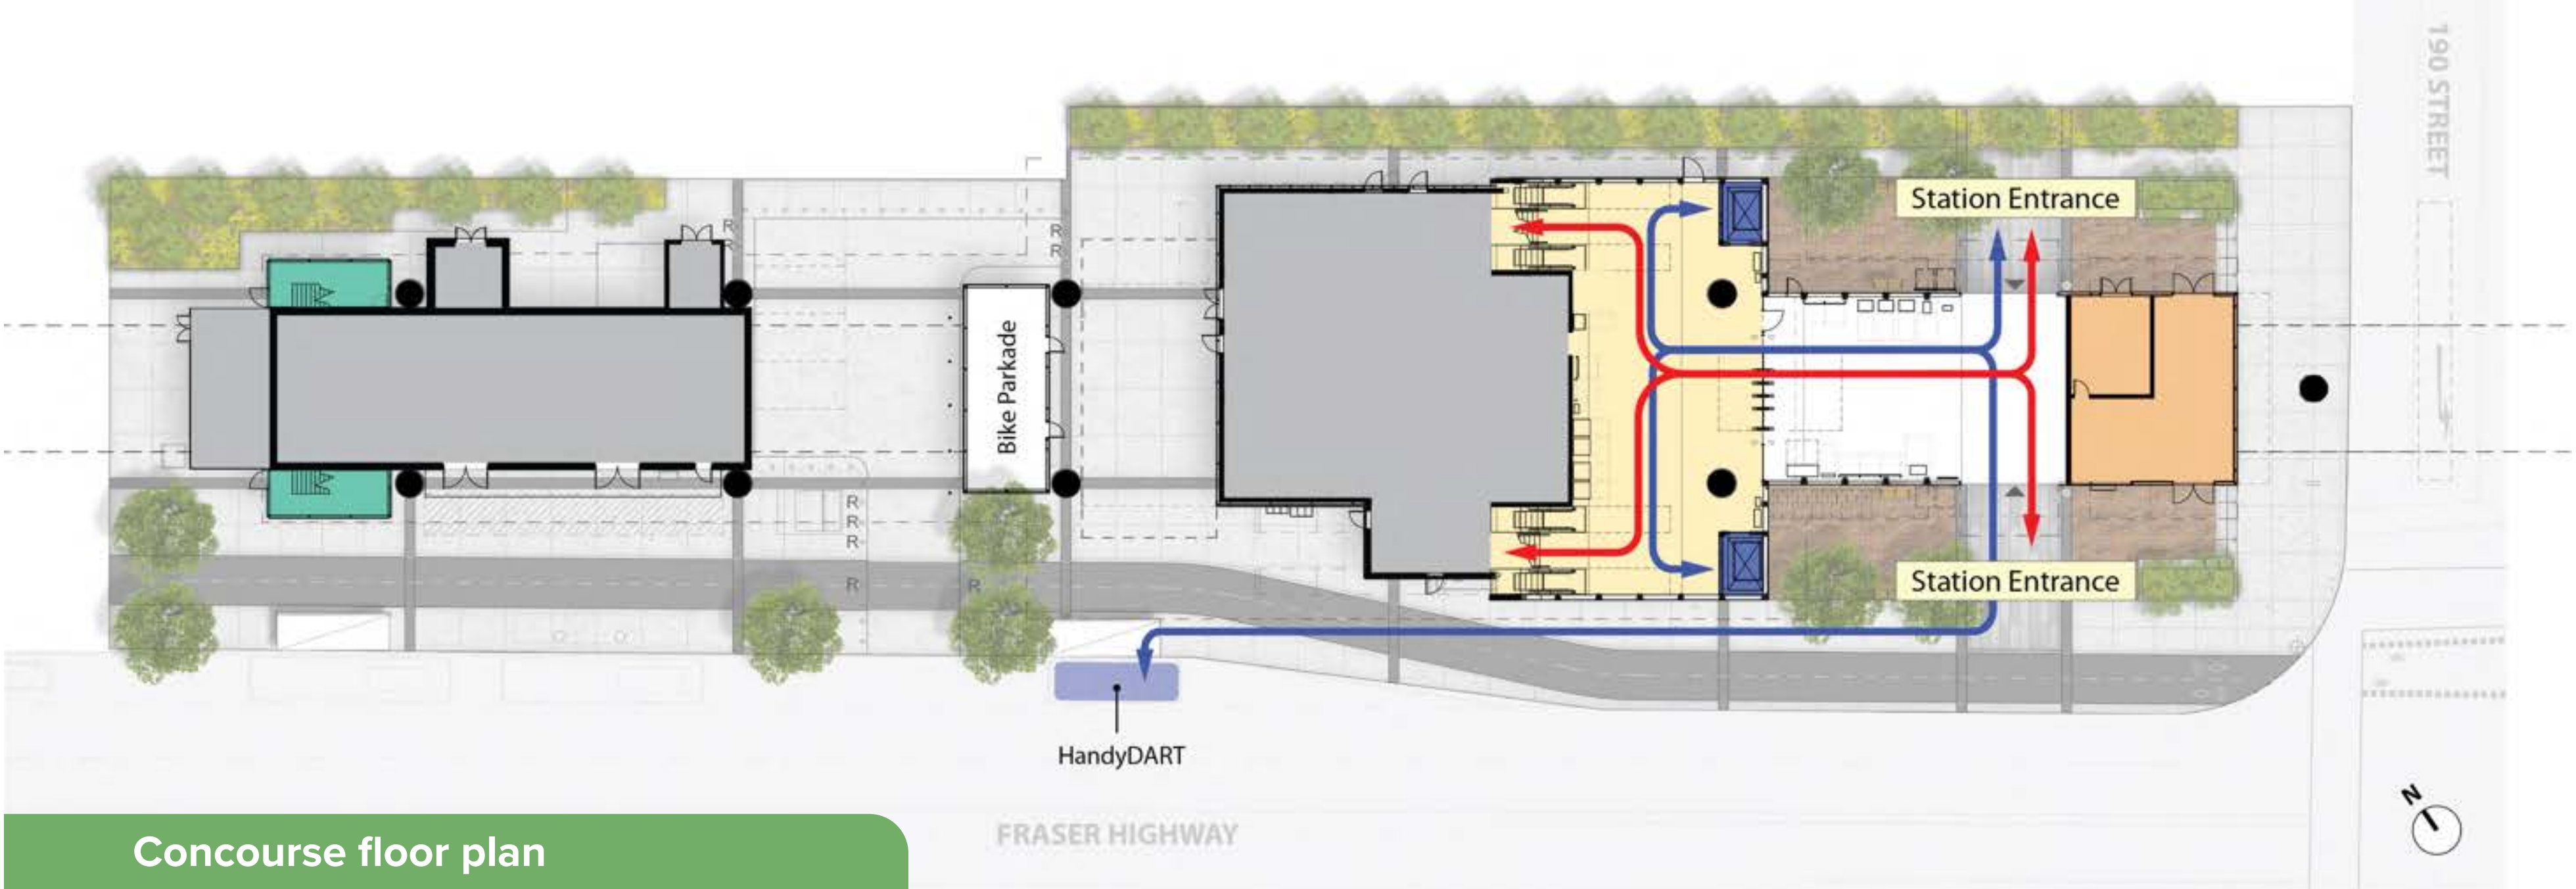 190 STREET
Station Entrance
R
R
R
R
Bike Parkade
R
R
R
R
R
Station Entrance
HandyDART
N
FRASER HIGHWAY
Concourse floor plan